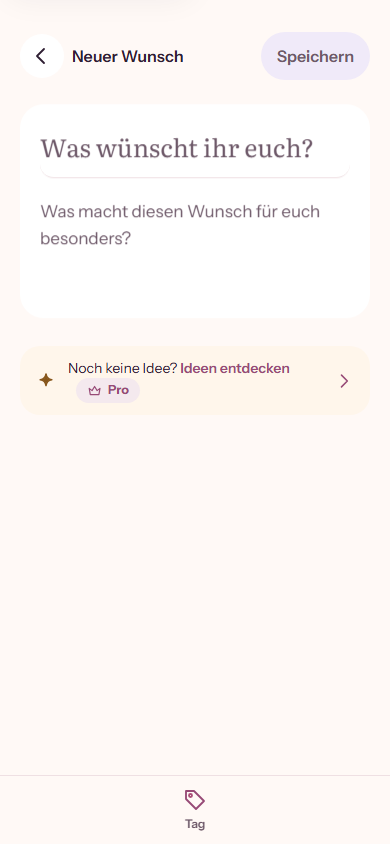 Neuer Wunsch
Speichern
Was wünscht ihr euch?
Was macht diesen Wunsch für euch
besonders?
Noch keine Idee? Ideen entdecken
Pro
Tag